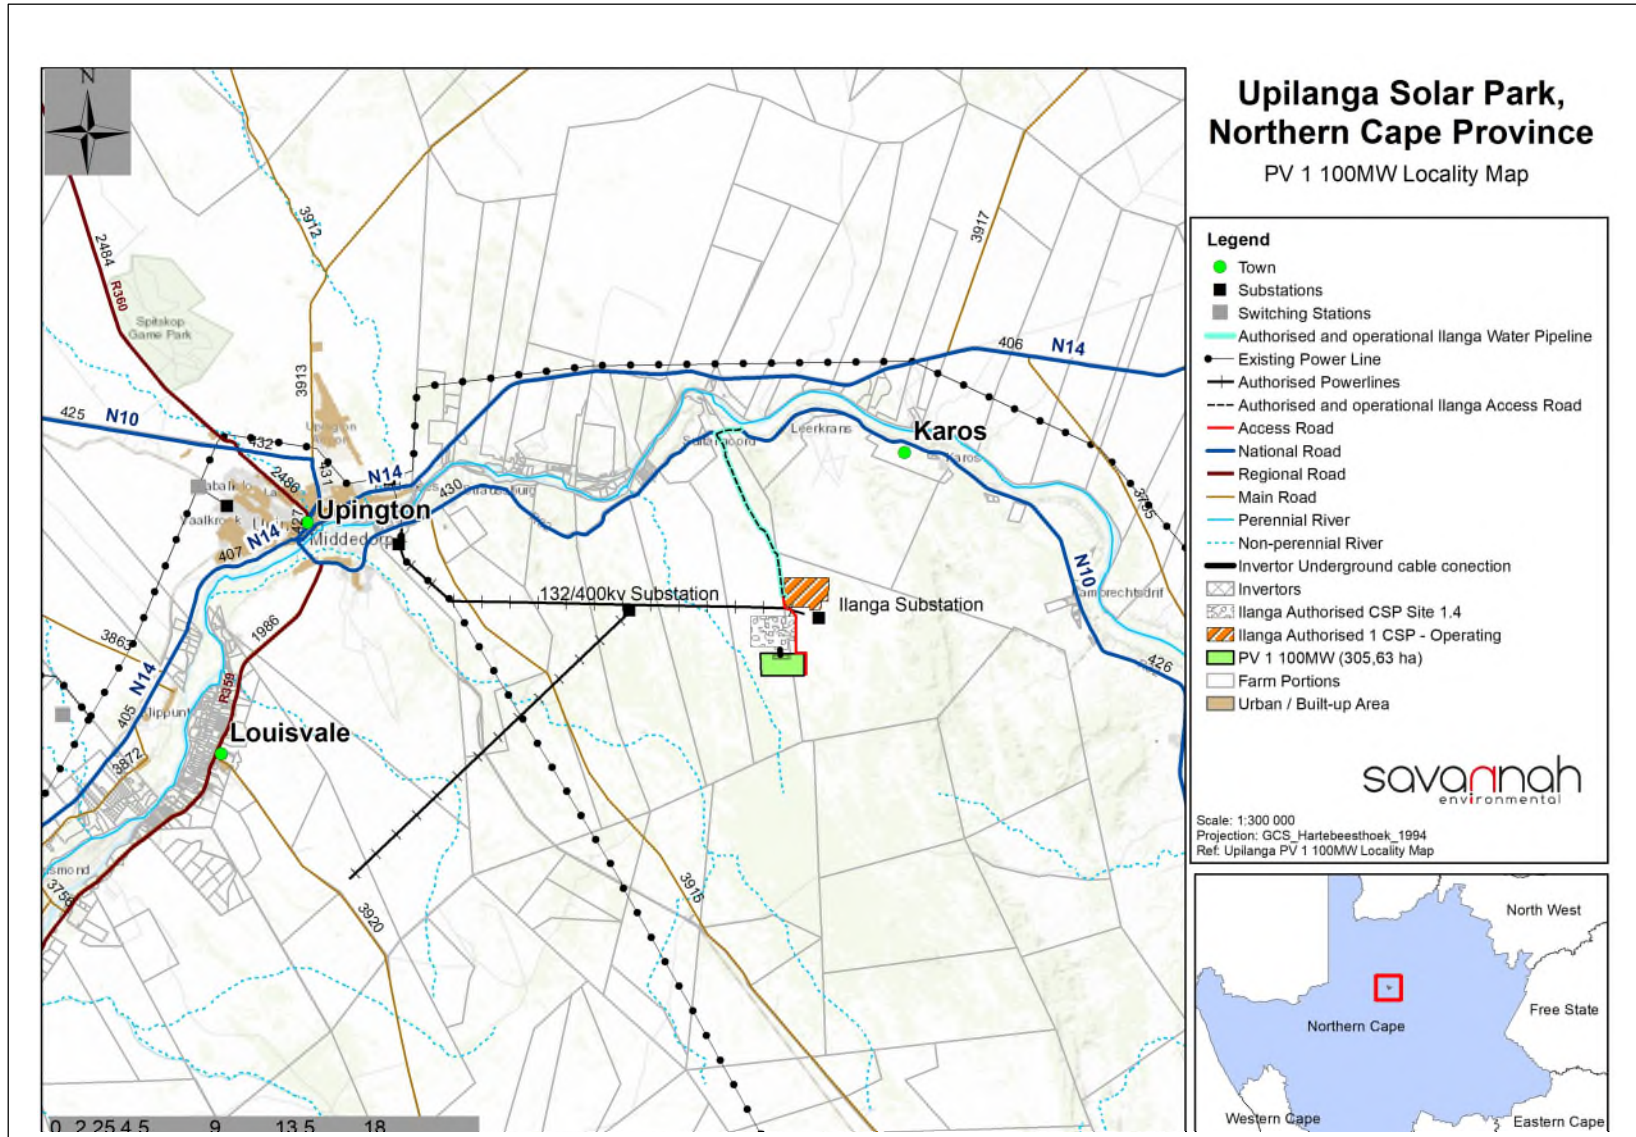 Upilanga Solar Park,
Northern Cape Province
PV 1 100MW Locality Map
Legend
Town
Substations
Switching Stations
Authorised and operational Ilanga Water Pipeline
Existing Power Line
Authorised Powerlines
Authorised and operational Ilanga Access Road
Access Road
National Road
Regional Road
Main Road
Perennial River
Non-perennial River
Invertor Underground cable conection
Invertors
Ilanga Authorised CSP Site 1.4
Ilanga Authorised 1 CSP - Operating
PV 1 100MW (305,63 ha)
Farm Portions
Urban / Built-up Area
savannah
environmental
Scale: 1:300 000
Projection: GCS_Hartebeesthoek_1994
Ref: Upilanga PV 1 100MW Locality Map
North West
Free State
Northern Cape
Western Cape
Eastern Cape
N
2484
R360
3912
3917
Spitskop
Game Park
3913
406
N14
425
N10
432
431
2486
N14
430
Leerkrans
Karos
Karos
3795
Upington
427
Middedorp
N14
407
132/400kv Substation
Ilanga Substation
N10
426
3863
1986
N14
405
R359
Louisvale
3872
3756
3920
3915
0 2.25 4.5 9 13.5 18